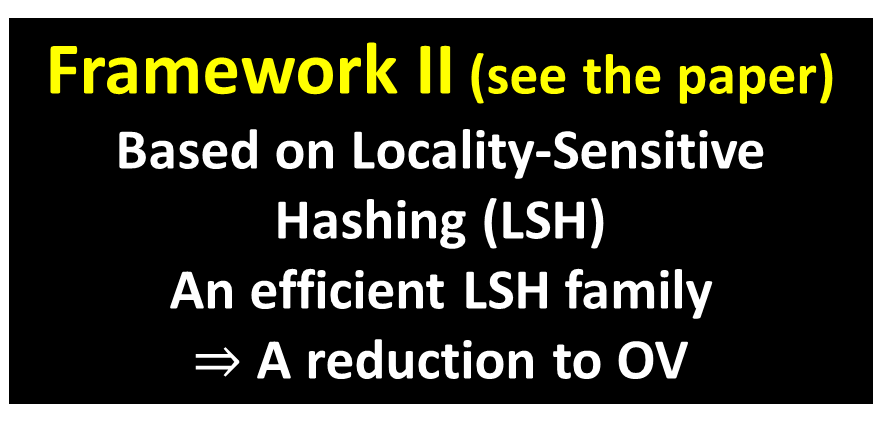 Framework II (see the paper)
Based on Locality-Sensitive
Hashing (LSH)
An efficient LSH family
⇒ A reduction to OV